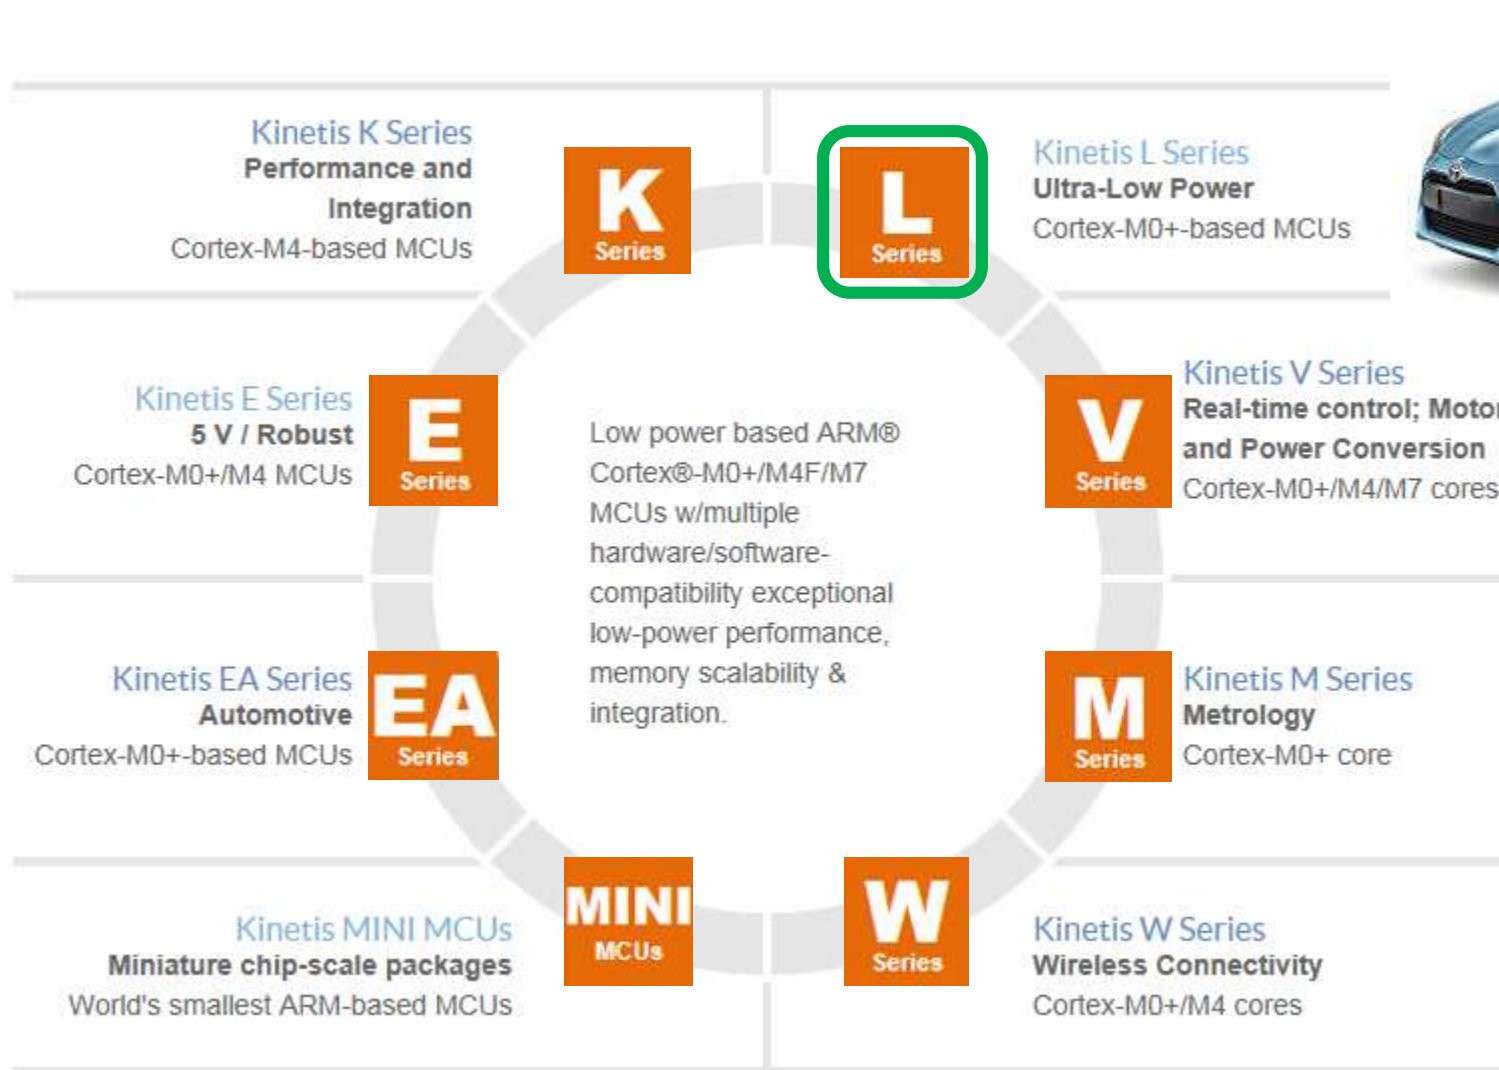 Kinetis K Series
Performance and
Integration
Cortex-M4-based MCUs
K
Series
L
Series
Kinetis L Series
Ultra-Low Power
Cortex-M0+-based MCUs
Kinetis E Series
5 V / Robust
Cortex-M0+/M4 MCUs
E
Series
Low power based ARM®
Cortex®-M0+/M4F/M7
MCUs w/multiple
hardware/software-
compatibility exceptional
low-power performance,
memory scalability &
integration.
V
Series
Kinetis V Series
Real-time control; Motor
and Power Conversion
Cortex-M0+/M4/M7 cores
Kinetis EA Series
Automotive
Cortex-M0+-based MCUs
EA
Series
M
Series
Kinetis M Series
Metrology
Cortex-M0+ core
Kinetis MINI MCUs
Miniature chip-scale packages
World's smallest ARM-based MCUs
MINI
MCUs
W
Series
Kinetis W Series
Wireless Connectivity
Cortex-M0+/M4 cores